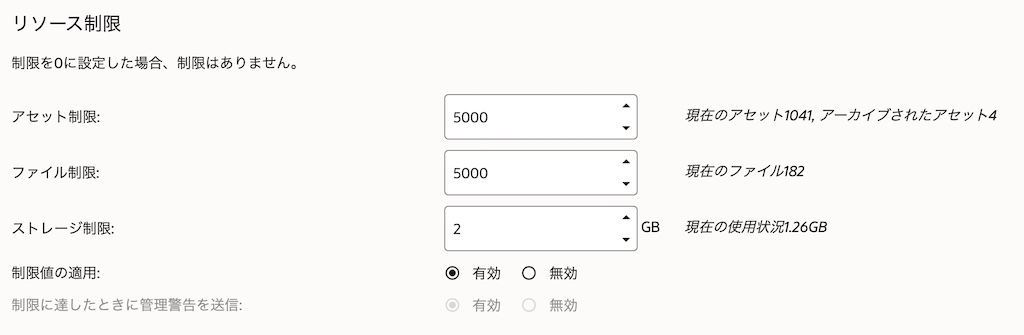 リソース制限
制限を0に設定した場合、制限はありません。
アセット制限: 5000 現在のアセット1041, アーカイブされたアセット4
ファイル制限: 5000 現在のファイル182
ストレージ制限: 2 GB 現在の使用状況1.26GB
制限値の適用: 有効 無効
制限に達したときに管理警告を送信: 有効 無効